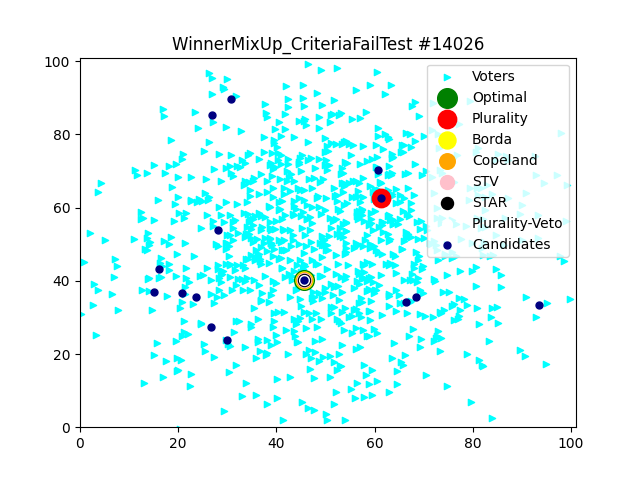 WinnerMixUp_CriteriaFailTest #14026
100
80
60
40
20
0
0 20 40 60 80 100
Voters
Optimal
Plurality
Borda
Copeland
STV
STAR
Plurality-Veto
Candidates